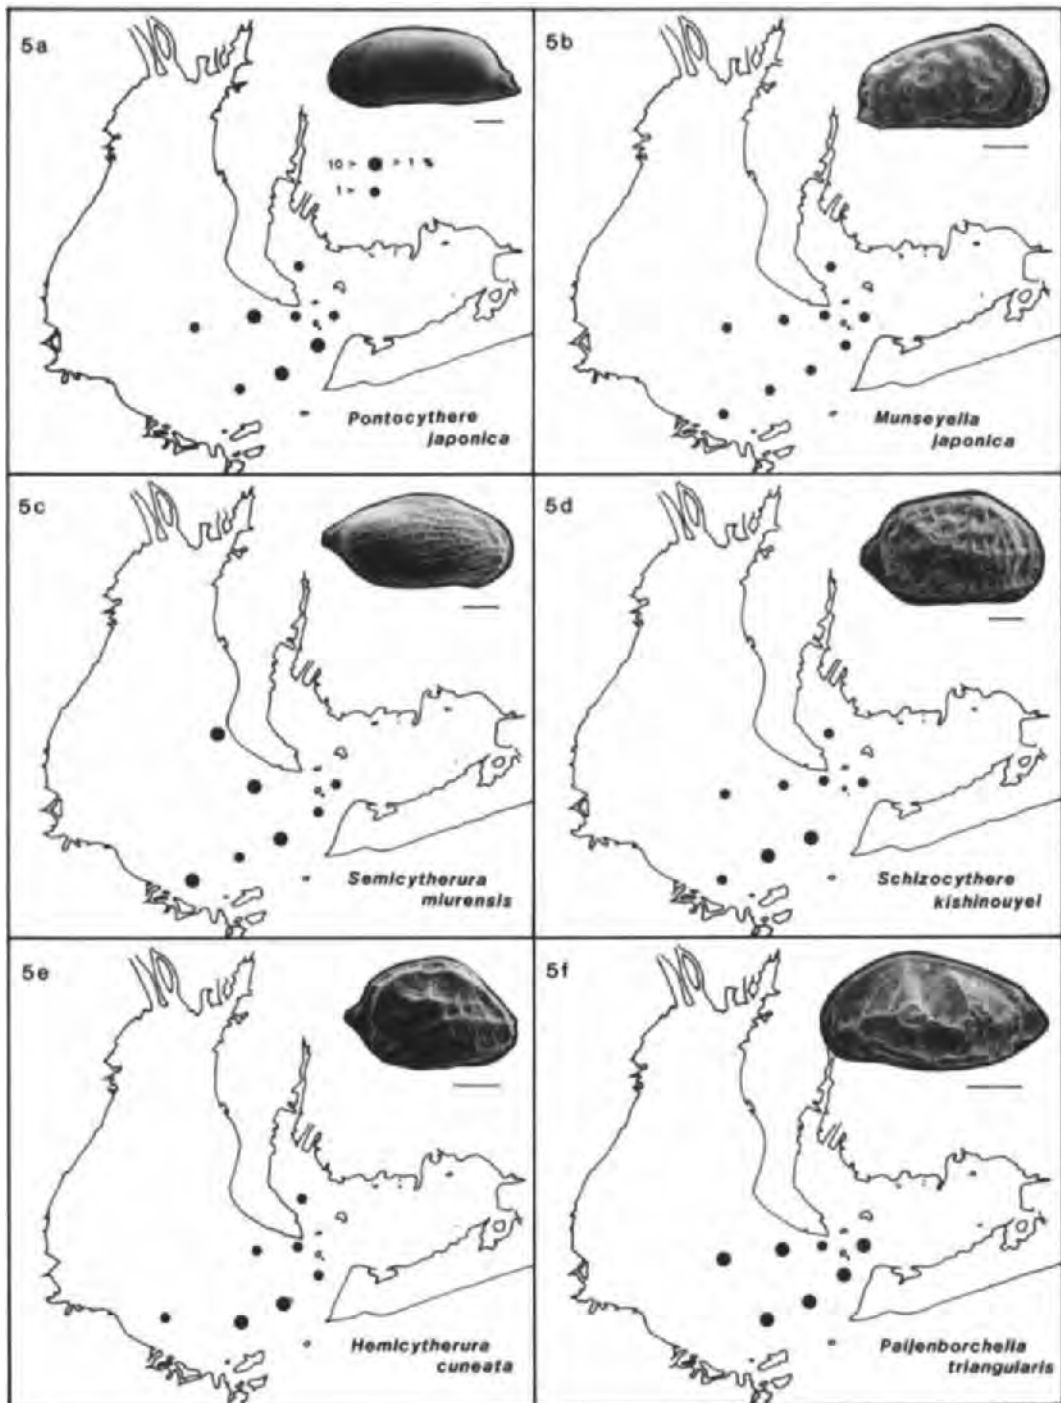 5a
10 > ● > 1 %
1 > ●
Pontocythere
japonica
5b
Munseyella
japonica
5c
Semicytherura
miurensis
5d
Schizocythere
kishinouyei
5e
Hemicytherura
cuneata
5f
Paijenborchella
triangularis